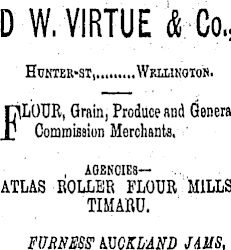 D W. VIRTUE & Co.,
HUNTER-ST,.........WELLINGTON.
FLOUR, Grain, Produce and Genera
Commission Merchants.
AGENCIES—
ATLAS ROLLER FLOUR MILLS
TIMARU.
FURNESS' AUCKLAND JAMS,